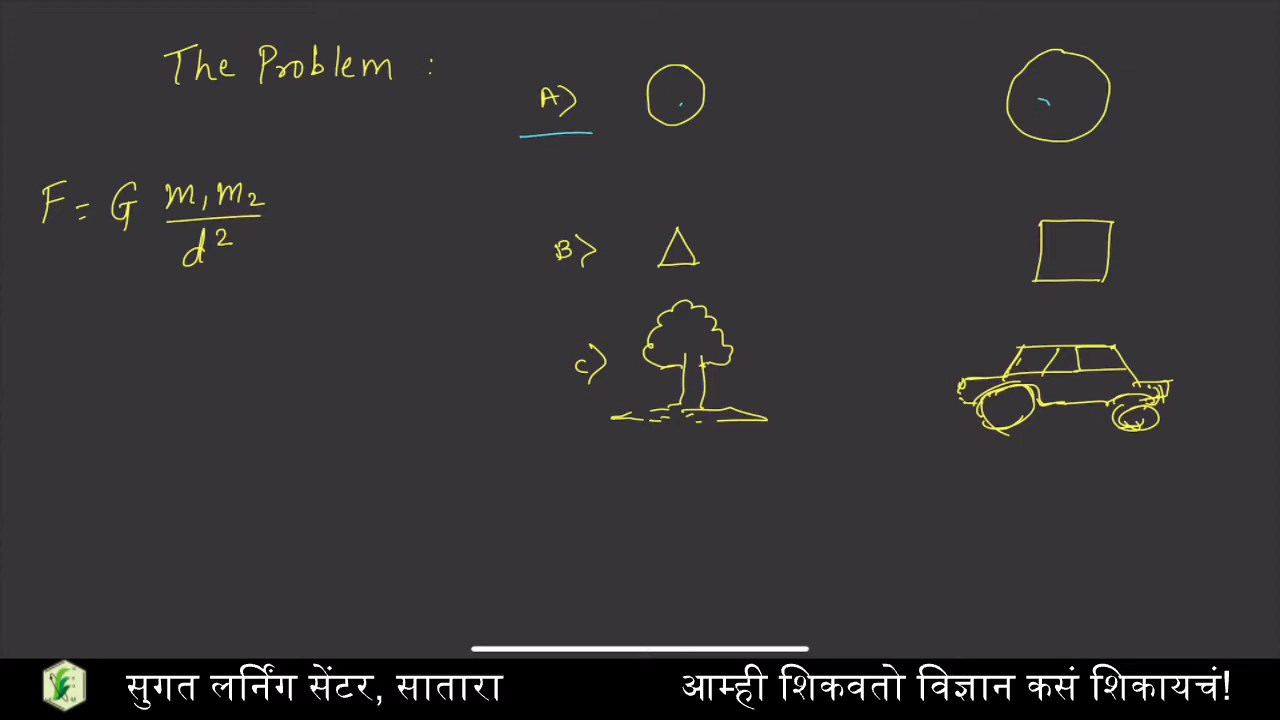 The Problem :
A>
F = G m₁m₂ / d²
B>
C>
सुगत लर्निंग सेंटर, सातारा
आम्ही शिकवतो विज्ञान कसं शिकायचं!